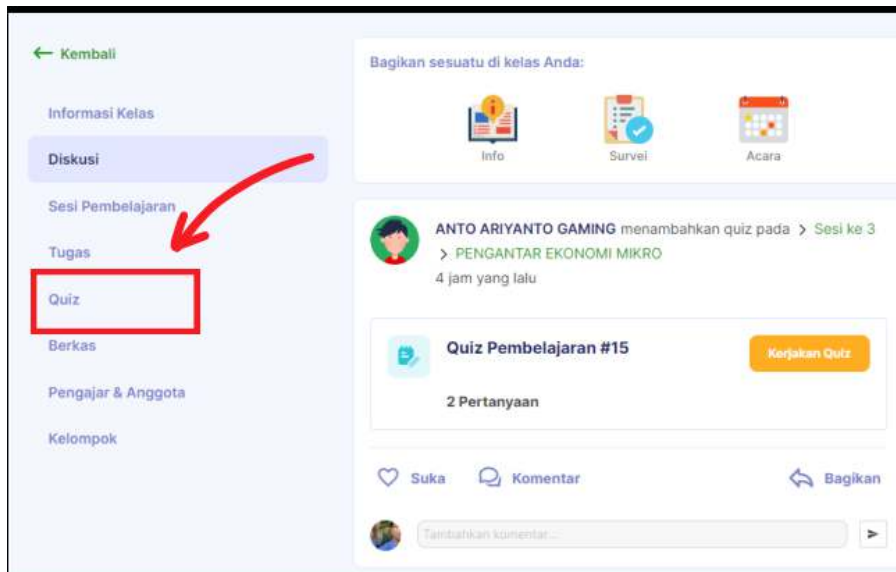 ← Kembali
Informasi Kelas
Diskusi
Sesi Pembelajaran
Tugas
Quiz
Berkas
Pengajar & Anggota
Kelompok
Bagikan sesuatu di kelas Anda:
Info
Survei
Acara
ANTO ARIYANTO GAMING menambahkan quiz pada > Sesi ke 3
> PENGANTAR EKONOMI MIKRO
4 jam yang lalu
Quiz Pembelajaran #15
Kerjakan Quiz
2 Pertanyaan
Suka
Komentar
Bagikan
Tambahkan komentar...